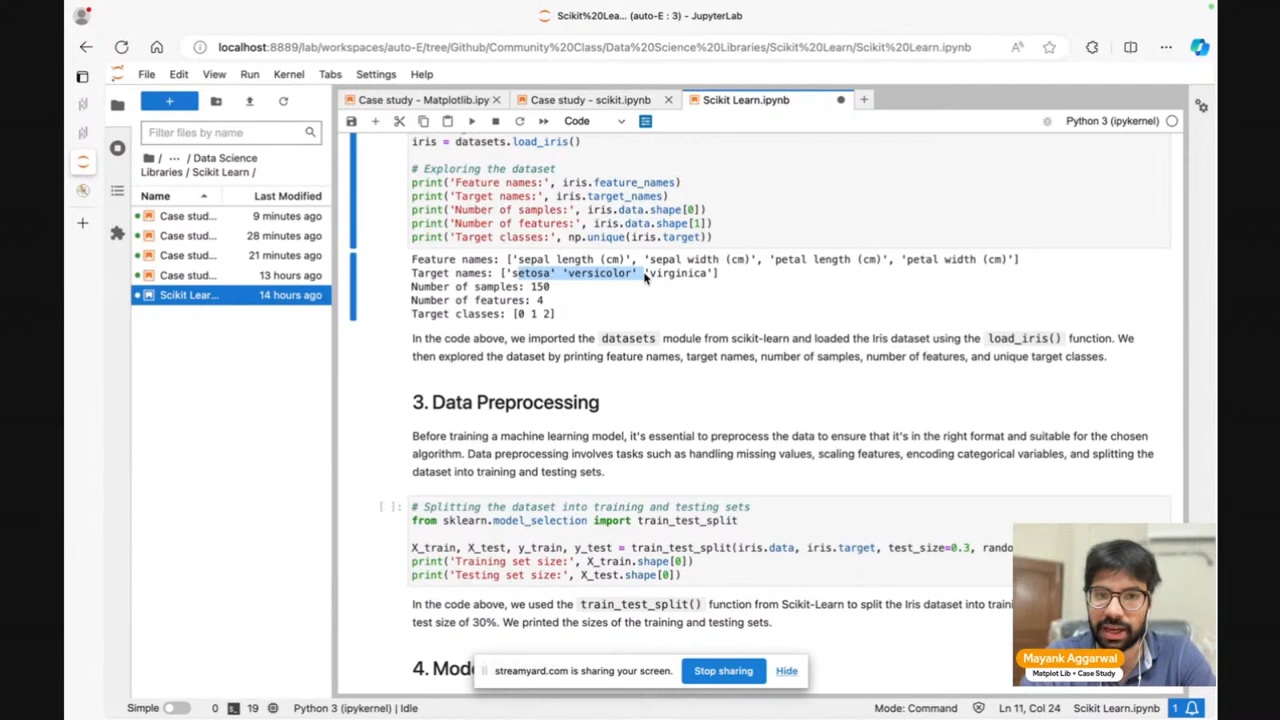 Scikit%20Lea... (auto-E : 3) - JupyterLab
localhost:8889/lab/workspaces/auto-E/tree/Github/Community%20Class/Data%20Science%20Libraries/Scikit%20Learn/Scikit%20Learn.ipynb
File Edit View Run Kernel Tabs Settings Help
Case study - Matplotlib.ipy
Case study - scikit.ipynb
Scikit Learn.ipynb
Code
Python 3 (ipykernel)
Filter files by name
/ ... / Data Science
Libraries / Scikit Learn /
Name Last Modified
Case stud... 9 minutes ago
Case stud... 28 minutes ago
Case stud... 21 minutes ago
Case stud... 13 hours ago
Scikit Lear... 14 hours ago
iris = datasets.load_iris()
# Exploring the dataset
print('Feature names:', iris.feature_names)
print('Target names:', iris.target_names)
print('Number of samples:', iris.data.shape[0])
print('Number of features:', iris.data.shape[1])
print('Target classes:', np.unique(iris.target))
Feature names: ['sepal length (cm)', 'sepal width (cm)', 'petal length (cm)', 'petal width (cm)']
Target names: ['setosa' 'versicolor' 'virginica']
Number of samples: 150
Number of features: 4
Target classes: [0 1 2]
In the code above, we imported the datasets module from scikit-learn and loaded the Iris dataset using the load_iris() function. We
then explored the dataset by printing feature names, target names, number of samples, number of features, and unique target classes.
3. Data Preprocessing
Before training a machine learning model, it's essential to preprocess the data to ensure that it's in the right format and suitable for the chosen
algorithm. Data preprocessing involves tasks such as handling missing values, scaling features, encoding categorical variables, and splitting the
dataset into training and testing sets.
[ ]: # Splitting the dataset into training and testing sets
from sklearn.model_selection import train_test_split
X_train, X_test, y_train, y_test = train_test_split(iris.data, iris.target, test_size=0.3, rando
print('Training set size:', X_train.shape[0])
print('Testing set size:', X_test.shape[0])
In the code above, we used the train_test_split() function from Scikit-Learn to split the Iris dataset into traini
test size of 30%. We printed the sizes of the training and testing sets.
4. Mode
streamyard.com is sharing your screen. Stop sharing Hide
Mayank Aggarwal
Matplot Lib + Case Study
Simple 0 19 Python 3 (ipykernel) | Idle Mode: Command Ln 11, Col 24 Scikit Learn.ipynb 1